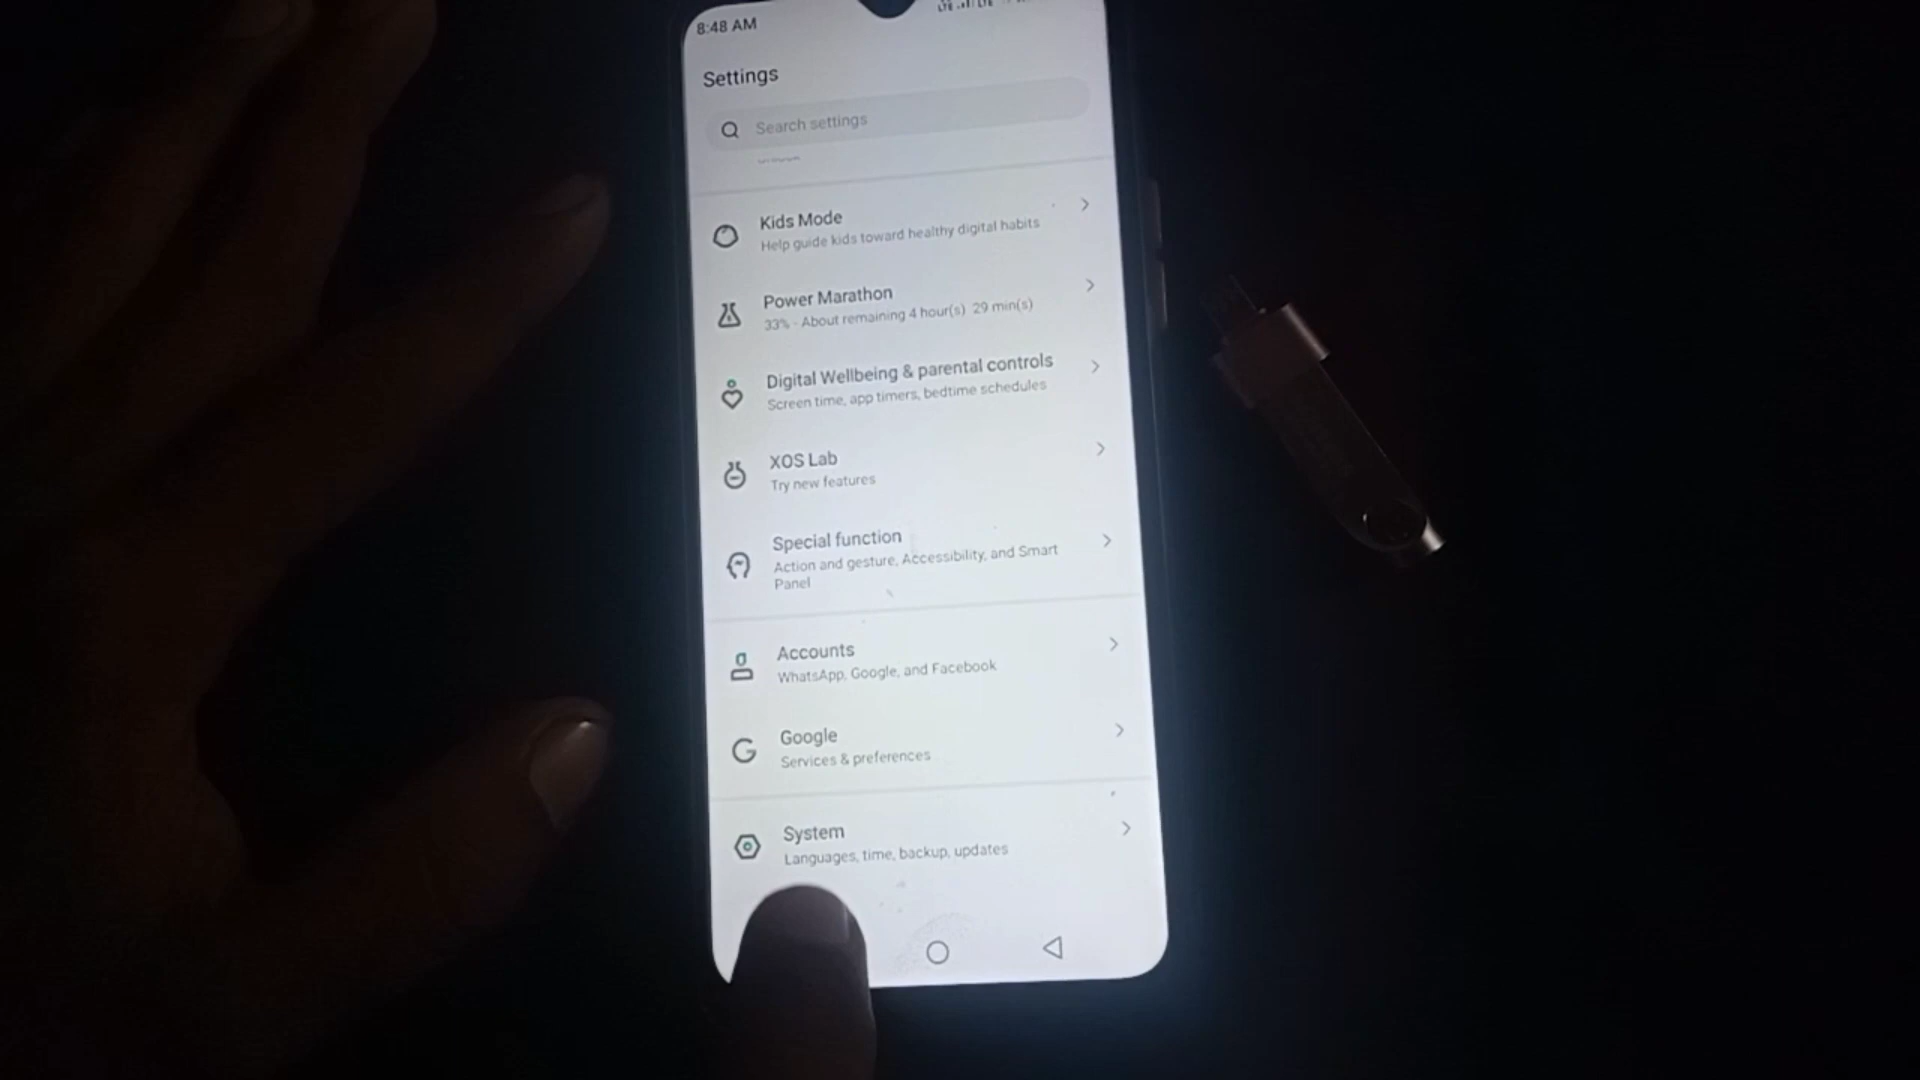 8:48 AM
Settings
Search settings
Kids Mode
Help guide kids toward healthy digital habits
Power Marathon
33% - About remaining 4 hour(s) 29 min(s)
Digital Wellbeing & parental controls
Screen time, app timers, bedtime schedules
XOS Lab
Try new features
Special function
Action and gesture, Accessibility, and Smart
Panel
Accounts
WhatsApp, Google, and Facebook
Google
Services & preferences
System
Languages, time, backup, updates